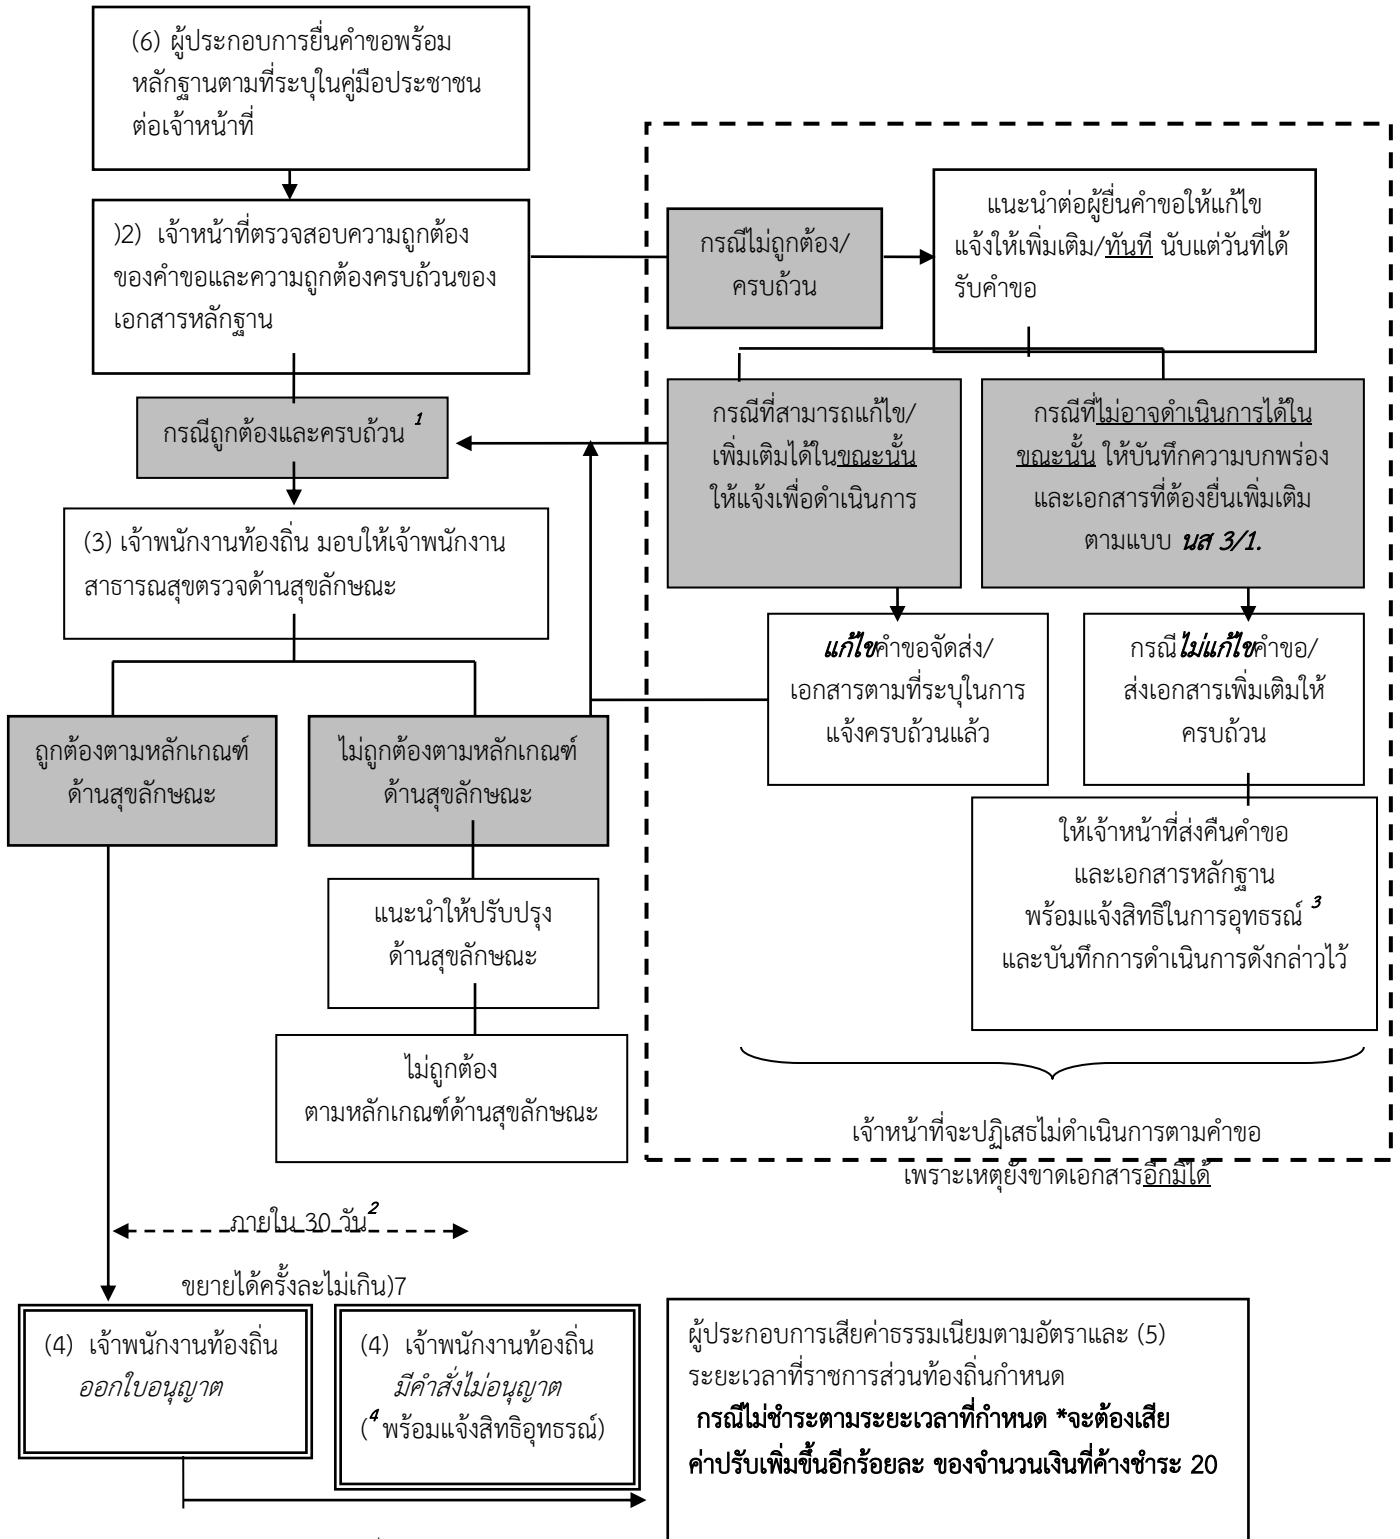 (6) ผู้ประกอบการยื่นคำขอพร้อม
หลักฐานตามที่ระบุในคู่มือประชาชน
ต่อเจ้าหน้าที่
)2) เจ้าหน้าที่ตรวจสอบความถูกต้อง
ของคำขอและความถูกต้องครบถ้วนของ
เอกสารหลักฐาน
กรณีไม่ถูกต้อง/
ครบถ้วน
แนะนำต่อผู้ยื่นคำขอให้แก้ไข
แจ้งให้เพิ่มเติม/ทันที นับแต่วันที่ได้
รับคำขอ
กรณีถูกต้องและครบถ้วน 1
กรณีที่สามารถแก้ไข/
เพิ่มเติมได้ในขณะนั้น
ให้แจ้งเพื่อดำเนินการ
กรณีที่ไม่อาจดำเนินการได้ใน
ขณะนั้น ให้บันทึกความบกพร่อง
และเอกสารที่ต้องยื่นเพิ่มเติม
ตามแบบ นส 3/1.
(3) เจ้าพนักงานท้องถิ่น มอบให้เจ้าพนักงาน
สาธารณสุขตรวจด้านสุขลักษณะ
แก้ไขคำขอจัดส่ง/
เอกสารตามที่ระบุในการ
แจ้งครบถ้วนแล้ว
กรณีไม่แก้ไขคำขอ/
ส่งเอกสารเพิ่มเติมให้
ครบถ้วน
ถูกต้องตามหลักเกณฑ์
ด้านสุขลักษณะ
ไม่ถูกต้องตามหลักเกณฑ์
ด้านสุขลักษณะ
ให้เจ้าหน้าที่ส่งคืนคำขอ
และเอกสารหลักฐาน
พร้อมแจ้งสิทธิในการอุทธรณ์ 3
และบันทึกการดำเนินการดังกล่าวไว้
แนะนำให้ปรับปรุง
ด้านสุขลักษณะ
ไม่ถูกต้อง
ตามหลักเกณฑ์ด้านสุขลักษณะ
เจ้าหน้าที่จะปฏิเสธไม่ดำเนินการตามคำขอ
เพราะเหตุยังขาดเอกสารอีกมิได้
ภายใน 30 วัน2
ขยายได้ครั้งละไม่เกิน)7
(4) เจ้าพนักงานท้องถิ่น
ออกใบอนุญาต
(4) เจ้าพนักงานท้องถิ่น
มีคำสั่งไม่อนุญาต
(4พร้อมแจ้งสิทธิอุทธรณ์)
ผู้ประกอบการเสียค่าธรรมเนียมตามอัตราและ (5)
ระยะเวลาที่ราชการส่วนท้องถิ่นกำหนด
กรณีไม่ชำระตามระยะเวลาที่กำหนด *จะต้องเสีย
ค่าปรับเพิ่มขึ้นอีกร้อยละ ของจำนวนเงินที่ค้างชำระ 20